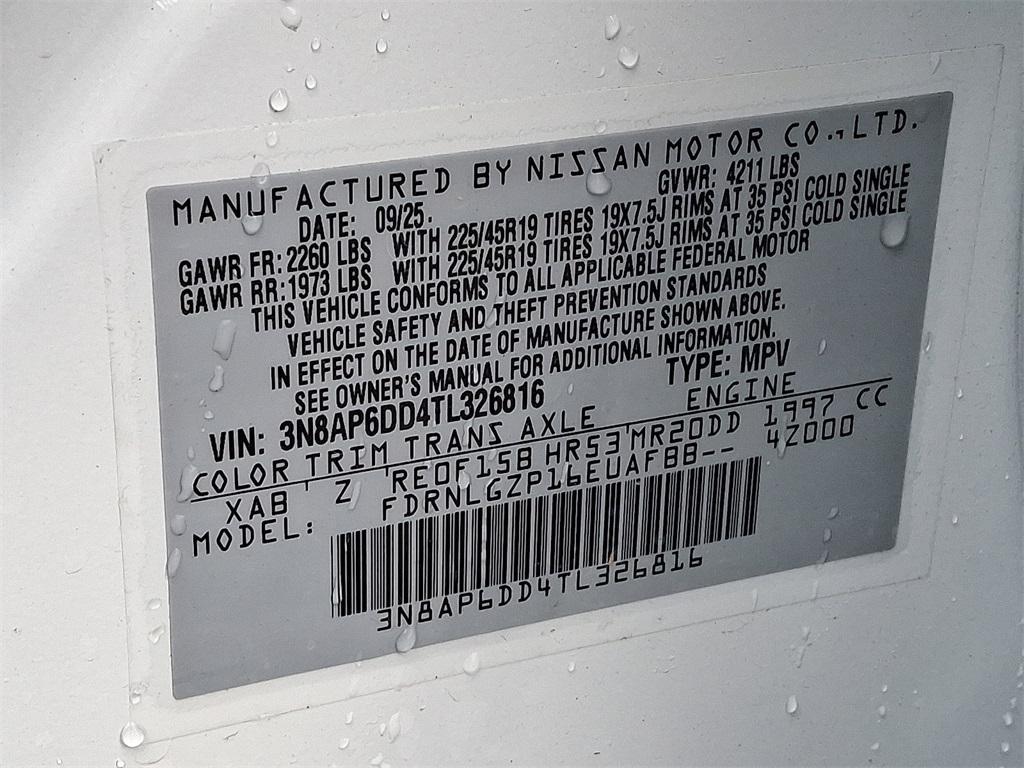 MANUFACTURED BY NISSAN MOTOR CO., LTD.
DATE: 09/25. GVWR: 4211 LBS
GAWR FR: 2260 LBS WITH 225/45R19 TIRES 19X7.5J RIMS AT 35 PSI COLD SINGLE
GAWR RR: 1973 LBS WITH 225/45R19 TIRES 19X7.5J RIMS AT 35 PSI COLD SINGLE
THIS VEHICLE CONFORMS TO ALL APPLICABLE FEDERAL MOTOR
VEHICLE SAFETY AND THEFT PREVENTION STANDARDS
IN EFFECT ON THE DATE OF MANUFACTURE SHOWN ABOVE.
SEE OWNER'S MANUAL FOR ADDITIONAL INFORMATION.
VIN: 3N8AP6DD4TL326816 TYPE: MPV
COLOR TRIM TRANS AXLE ENGINE
XAB Z RE0F15B HR53 MR20DD 1997 CC
MODEL: FDRNLGZP16EUAFBB-- 4Z000
3N8AP6DD4TL326816